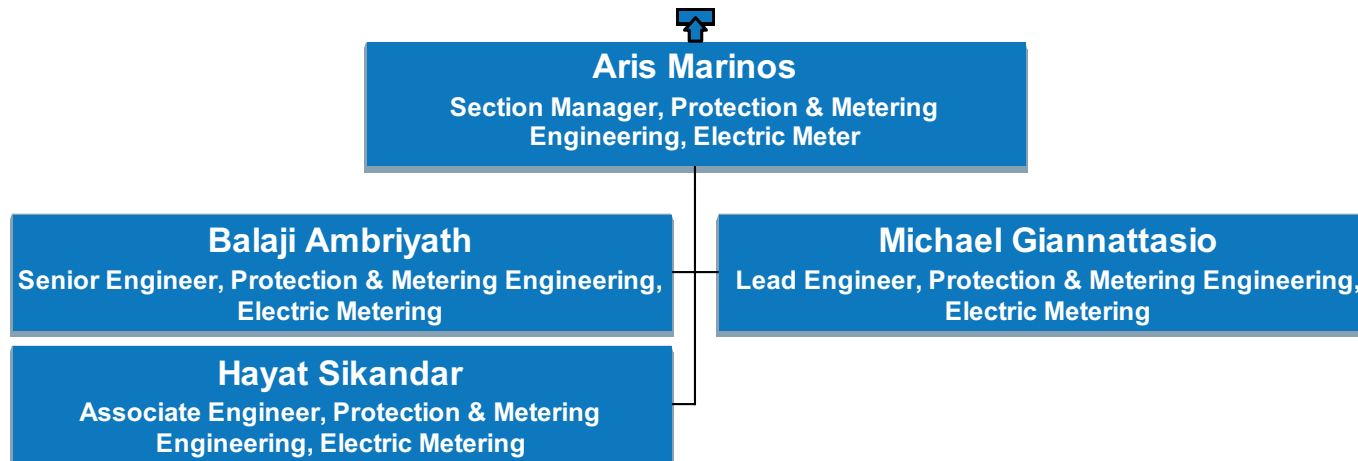 Aris Marinos
Section Manager, Protection & Metering
Engineering, Electric Meter
Balaji Ambriyath
Senior Engineer, Protection & Metering Engineering,
Electric Metering
Michael Giannattasio
Lead Engineer, Protection & Metering Engineering,
Electric Metering
Hayat Sikandar
Associate Engineer, Protection & Metering
Engineering, Electric Metering